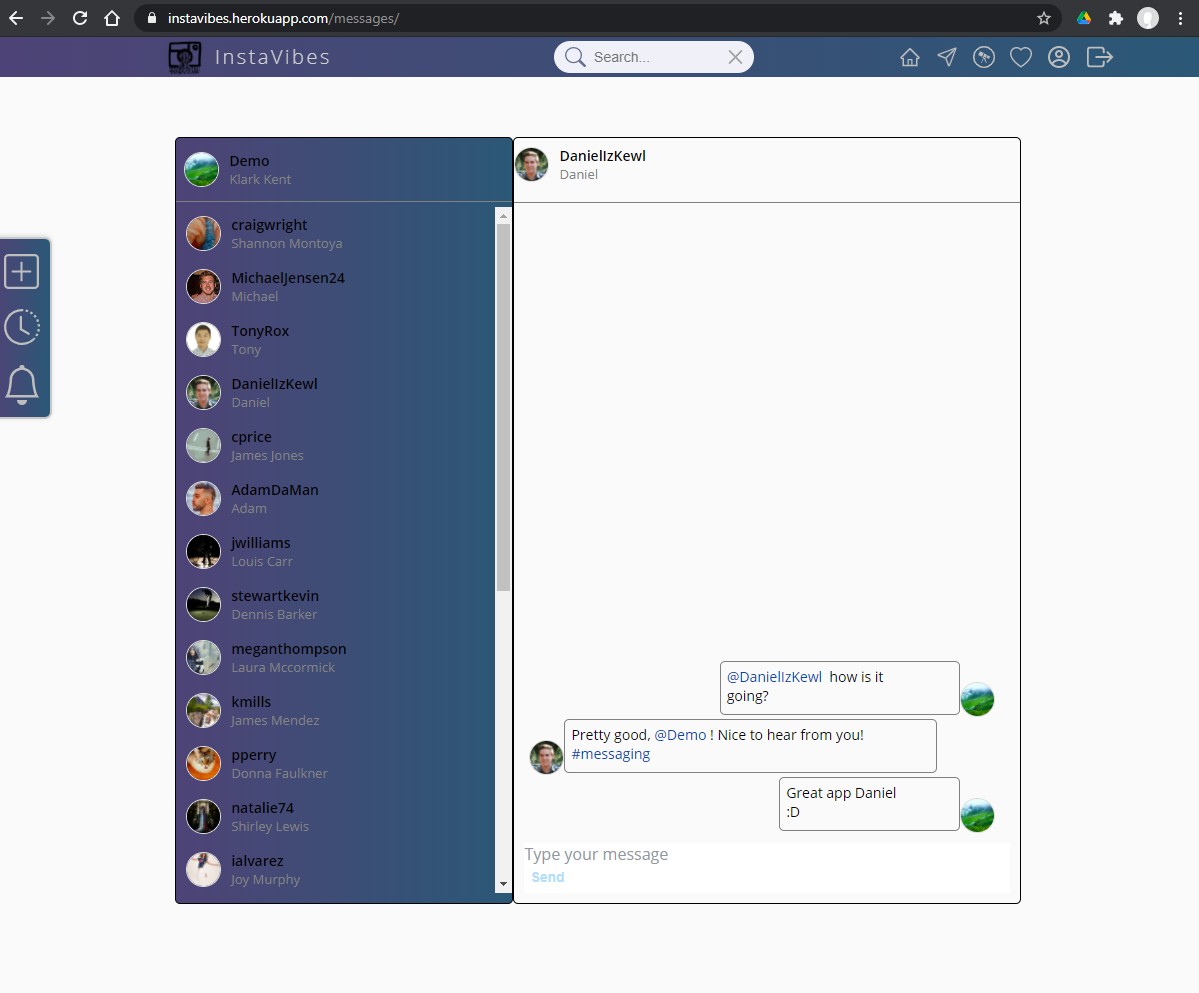 instavibes.herokuapp.com/messages/
InstaVibes
Search...
Demo
Klark Kent
craigwright
Shannon Montoya
MichaelJensen24
Michael
TonyRox
Tony
DanielIzKewl
Daniel
cprice
James Jones
AdamDaMan
Adam
jwilliams
Louis Carr
stewartkevin
Dennis Barker
meganthompson
Laura Mccormick
kmills
James Mendez
pperry
Donna Faulkner
natalie74
Shirley Lewis
ialvarez
Joy Murphy
DanielIzKewl
Daniel
@DanielIzKewl how is it
going?
Pretty good, @Demo ! Nice to hear from you!
#messaging
Great app Daniel
:D
Type your message
Send